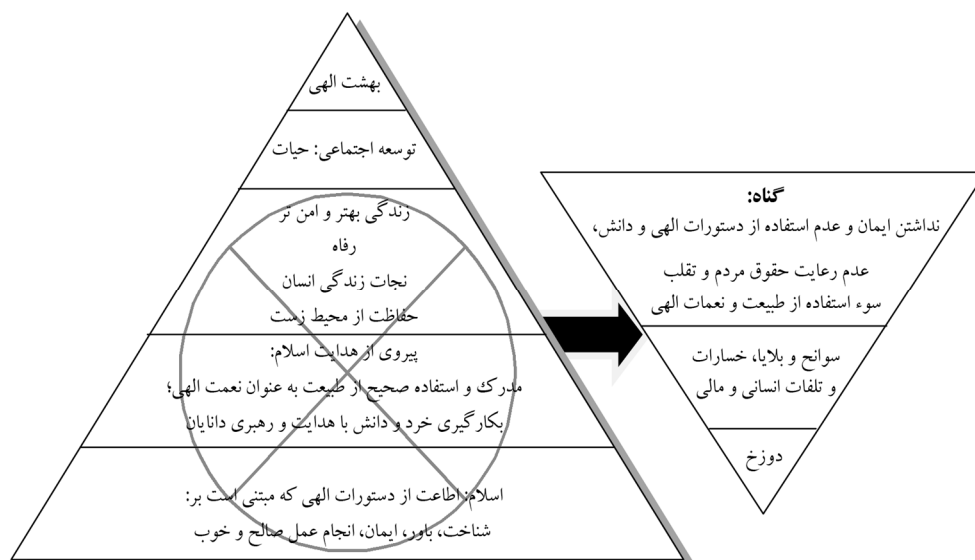 بهشت الهی
توسعه اجتماعی: حیات
زندگی بهتر و امن تر
رفاه
نجات زندگی انسان
حفاظت از محیط زست
پیروی از هدایت اسلام:
مدرک و استفاده صحیح از طبیعت به عنوان نعمت الهی؛
بکارگیری خرد و دانش با هدایت و رهبری دانایان
اسلام: اطاعت از دستورات الهی که مبتنی است بر:
شناخت، باور، ایمان، انجام عمل صالح و خوب
گناه:
نداشتن ایمان و عدم استفاده از دستورات الهی و دانش،
عدم رعایت حقوق مردم و تقلب
سوء استفاده از طبیعت و نعمات الهی
سوانح و بلایا، خسارات
و تلفات انسانی و مالی
دوزخ